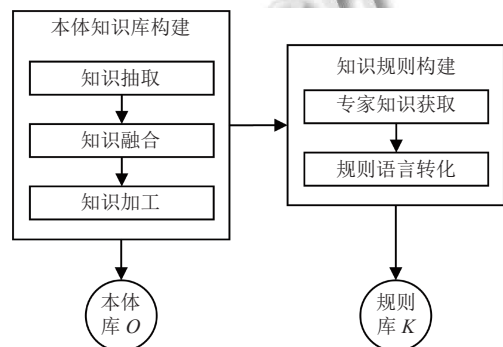 本体知识库构建
知识抽取
知识融合
知识加工
本体
库 O
知识规则构建
专家知识获取
规则语言转化
规则
库 K